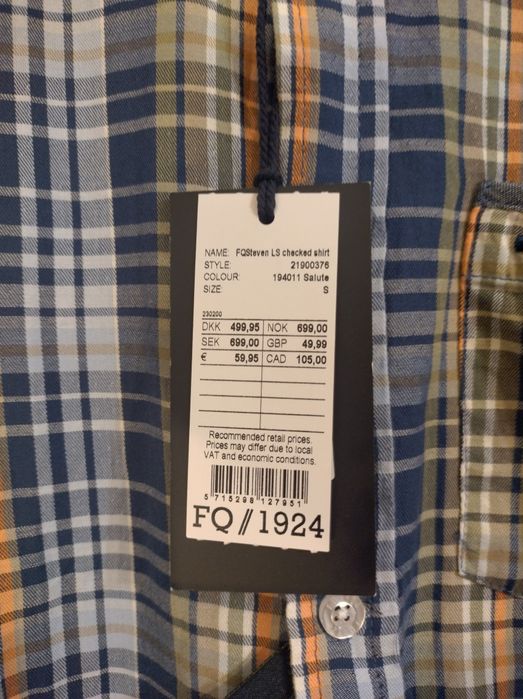 NAME: FQSteven LS checked shirt
STYLE: 21900376
COLOUR: 194011 Salute
SIZE: S
230200
DKK 499,95 NOK 699,00
SEK 699,00 GBP 49,99
€ 59,95 CAD 105,00
Recommended retail prices.
Prices may differ due to local
VAT and economic conditions.
5 715298 127951
FQ//1924